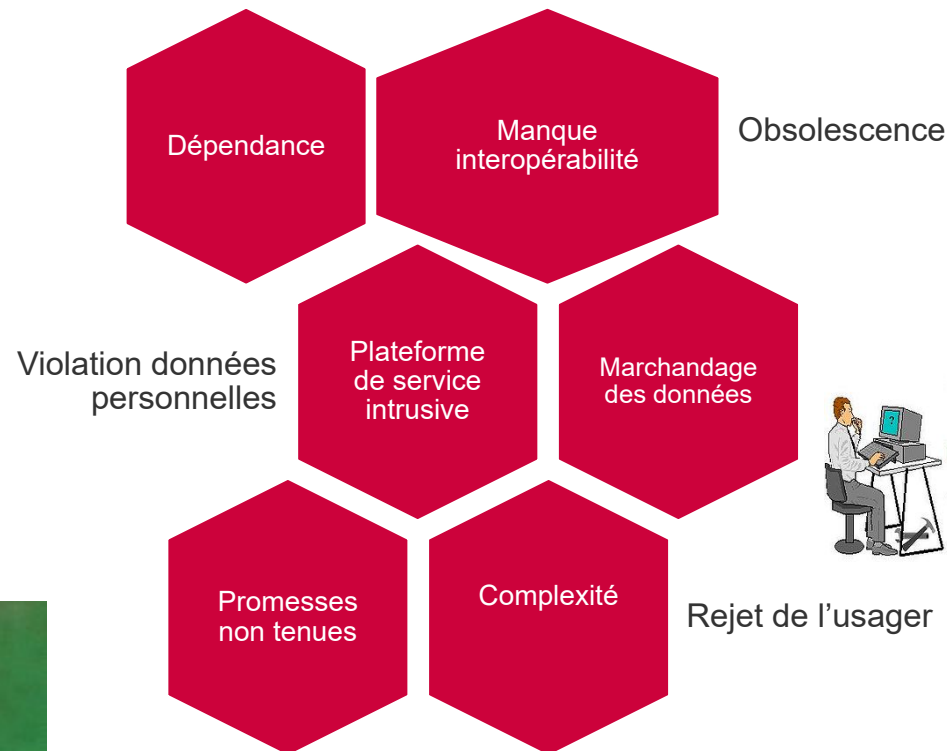 Dépendance
Manque
interopérabilité
Obsolescence
Violation données
personnelles
Plateforme
de service
intrusive
Marchandage
des données
?
Promesses
non tenues
Complexité
Rejet de l’usager